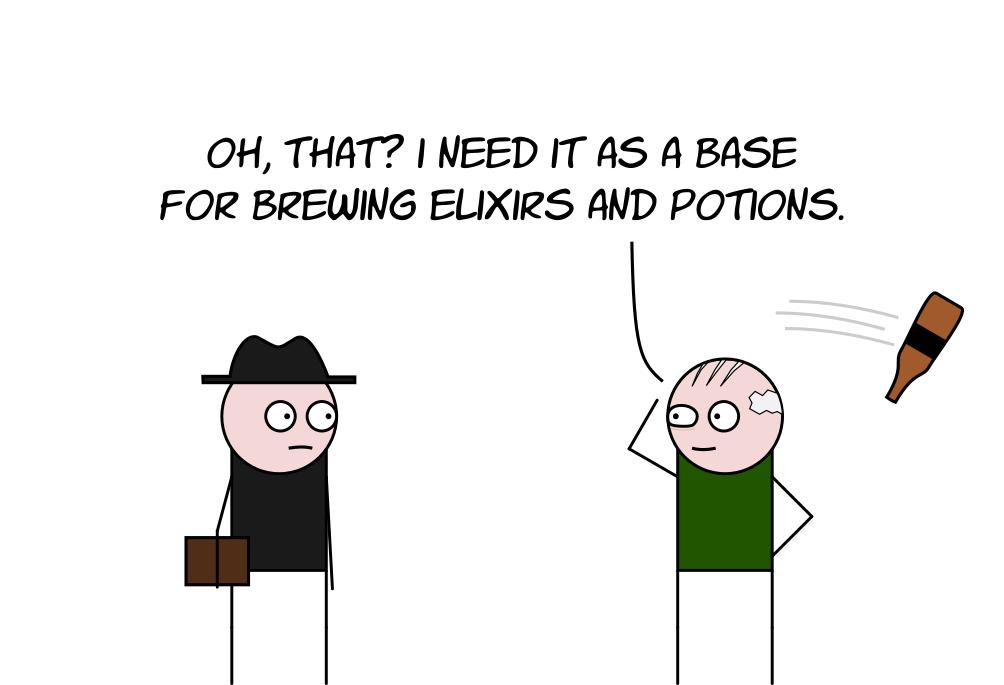 OH, THAT? I NEED IT AS A BASE
FOR BREWING ELIXIRS AND POTIONS.